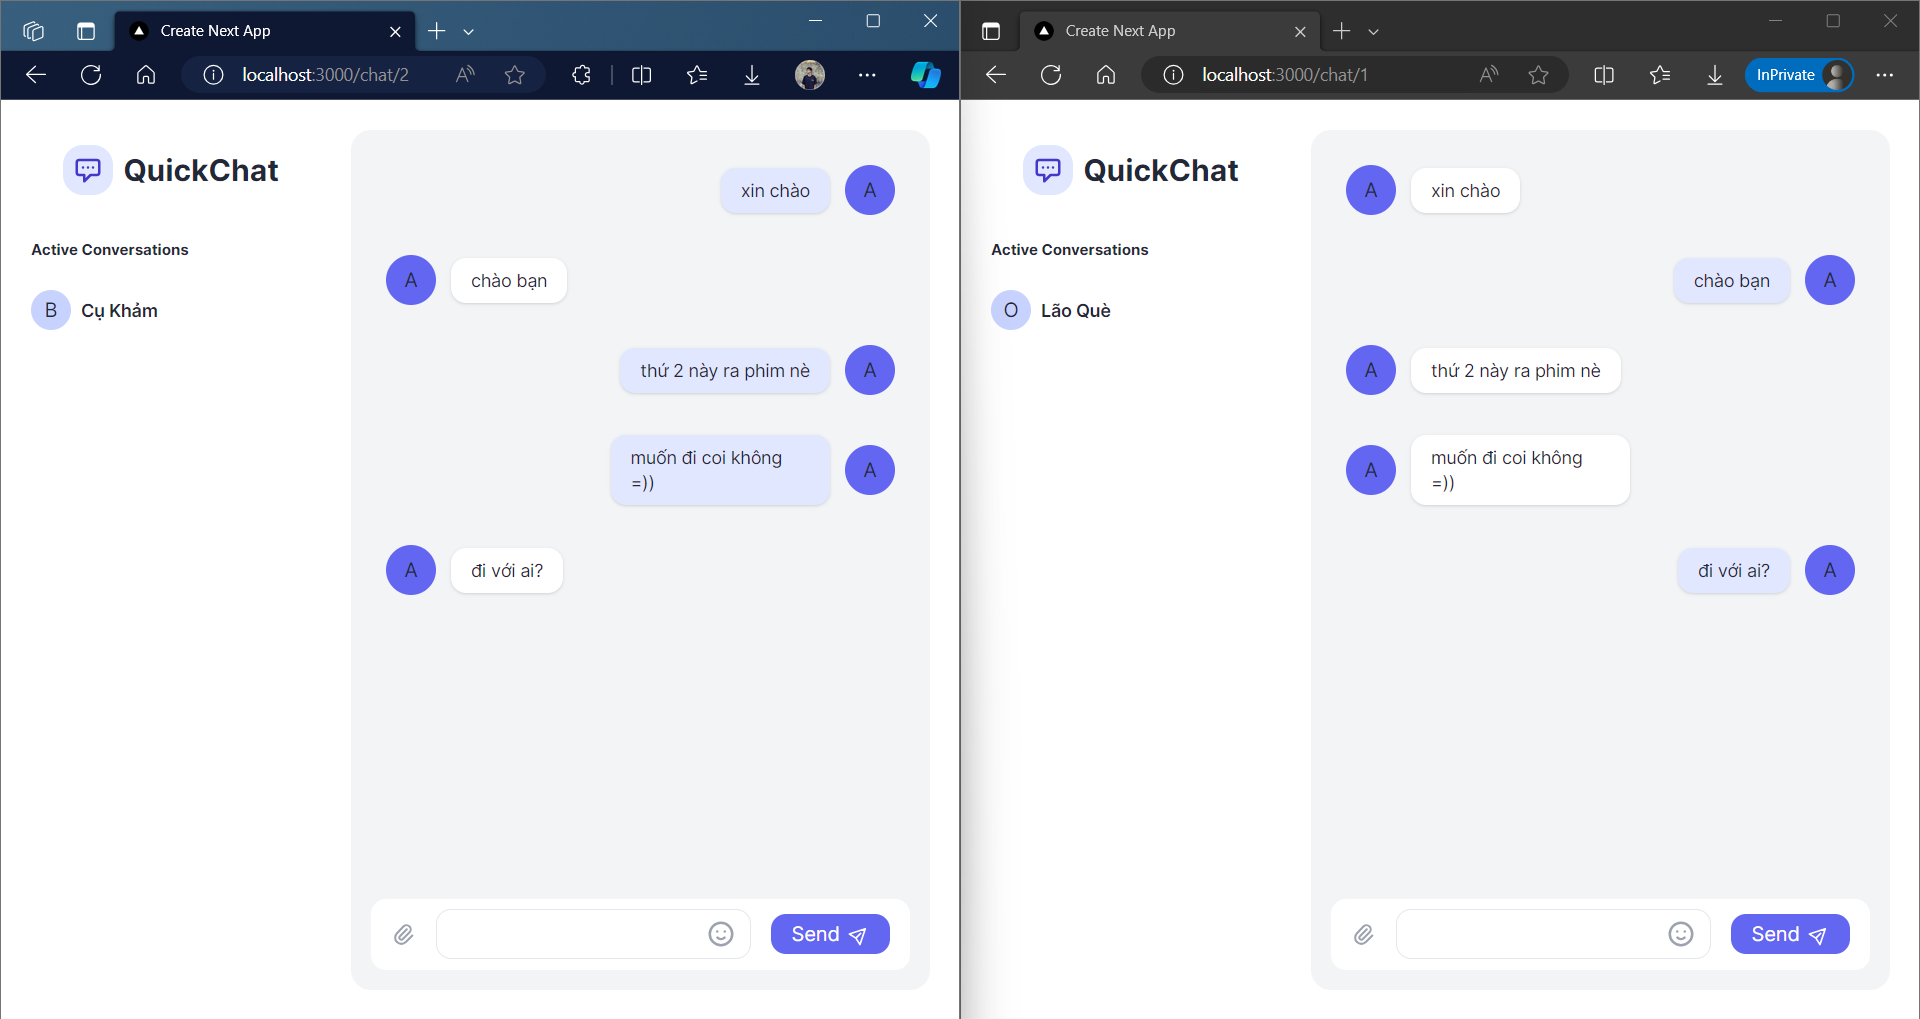 Create Next App
localhost:3000/chat/2
QuickChat
Active Conversations
B Cụ Khảm
xin chào A
A chào bạn
thứ 2 này ra phim nè A
muốn đi coi không
=)) A
A đi với ai?
Send
Create Next App
localhost:3000/chat/1
InPrivate
QuickChat
Active Conversations
O Lão Què
A xin chào
chào bạn A
A thứ 2 này ra phim nè
A muốn đi coi không
=))
đi với ai? A
Send